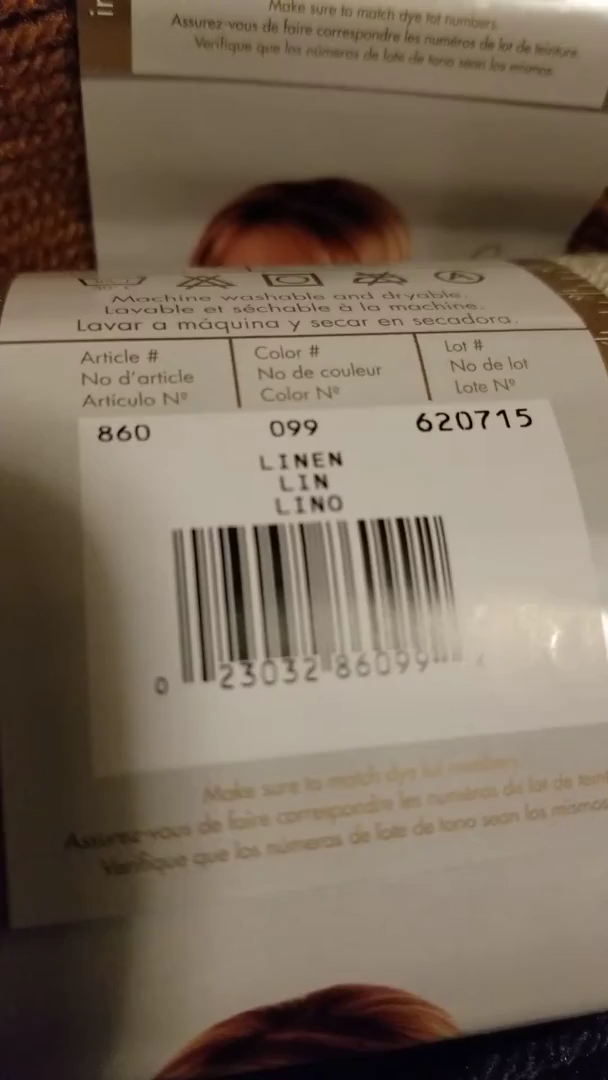 in
Make sure to match dye lot numbers.
Assurez-vous de faire correspondre les numéros de lot de teinture.
Verifique que los números de lote de tono sean los mismos.
Machine washable and dryable.
Lavable et séchable à la machine.
Lavar a máquina y secar en secadora.
Article # Color # Lot #
No d'article No de couleur No de lot
Artículo Nº Color Nº Lote Nº
860 099 620715
LINEN
LIN
LINO
0 23032 86099
Make sure to match dye lot numbers.
Assurez-vous de faire correspondre les numéros de lot de teint
Verifique que los números de lote de tono sean los mismos